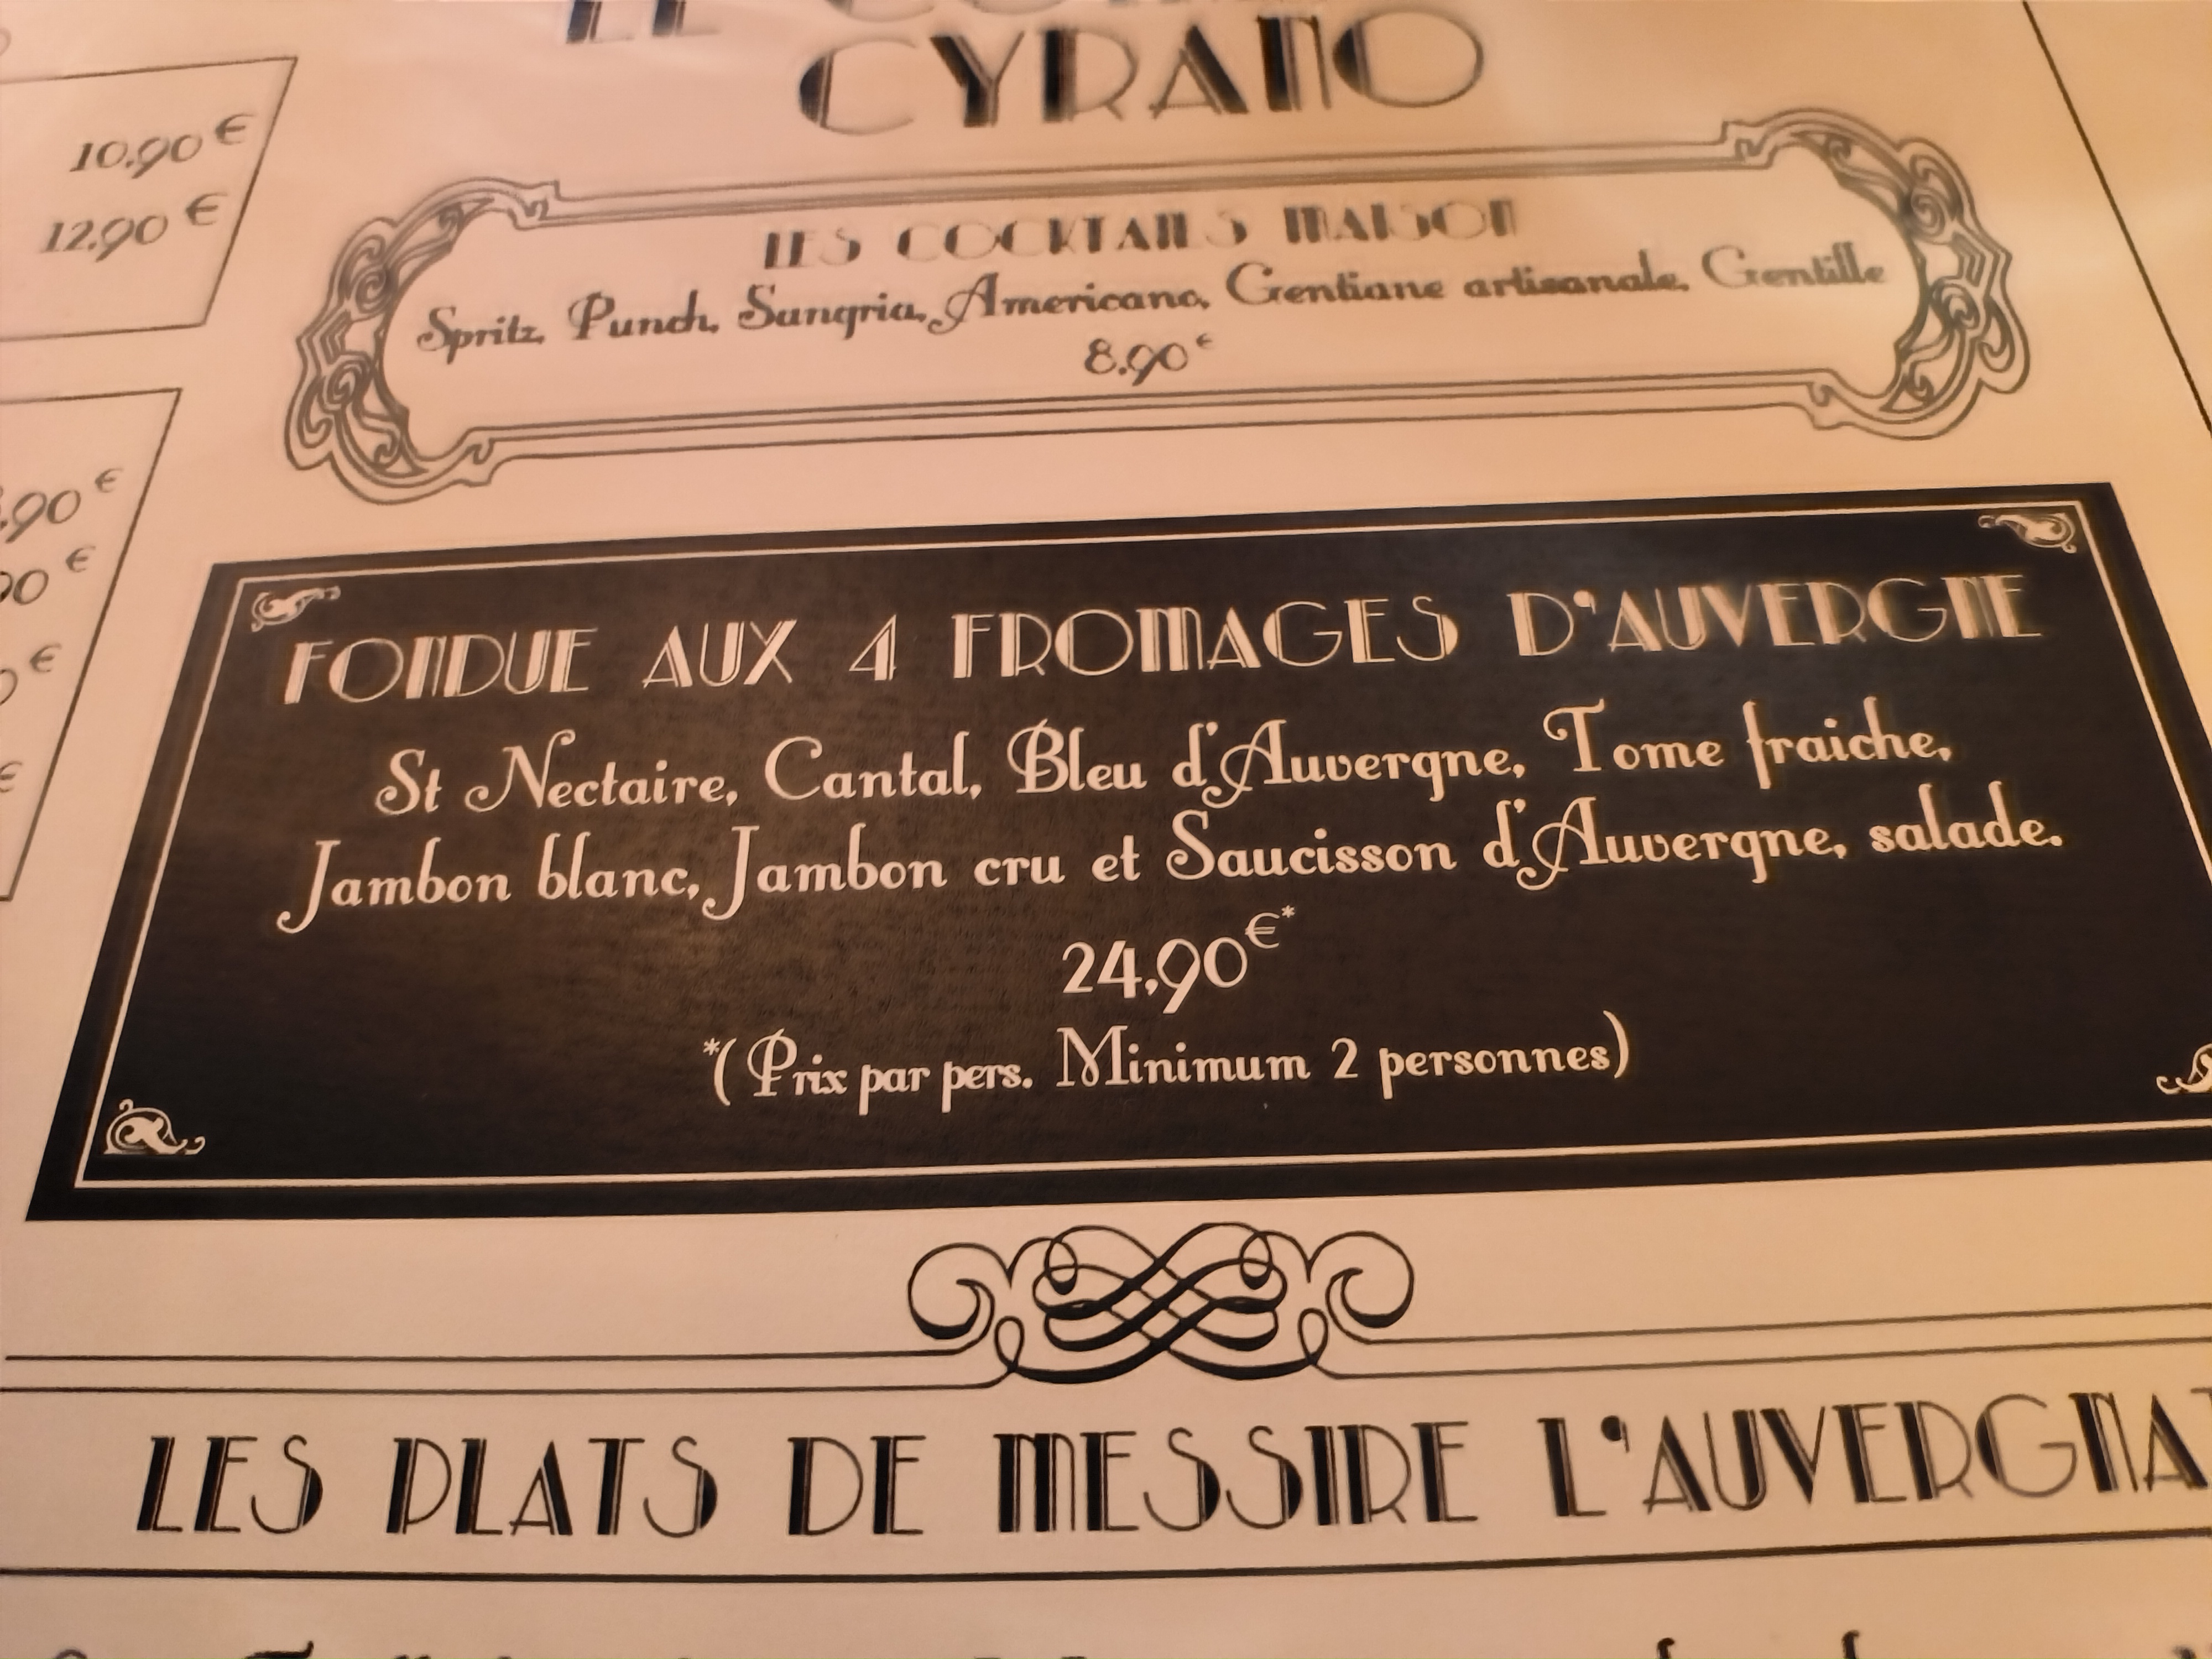 CYRANO
10,90 €
12,90 €
LES COCKTAILS MAISON
Spritz, Punch, Sangria, Americano, Gentiane artisanale, Gentille
8,90 €
FONDUE AUX 4 FROMAGES D'AUVERGNE
St Nectaire, Cantal, Bleu d'Auvergne, Tome fraiche,
Jambon blanc, Jambon cru et Saucisson d'Auvergne, salade.
24,90 €*
*(Prix par pers. Minimum 2 personnes)
LES PLATS DE MESSIRE L'AUVERGNAT